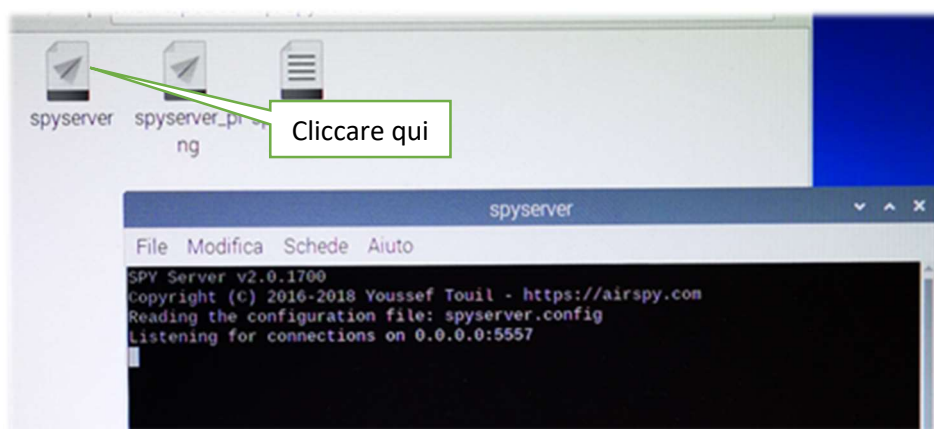 spyserver
spyserver_pi
ng
Cliccare qui
spyserver
File Modifica Schede Aiuto
SPY Server v2.0.1700
Copyright (C) 2016-2018 Youssef Touil - https://airspy.com
Reading the configuration file: spyserver.config
Listening for connections on 0.0.0.0:5557